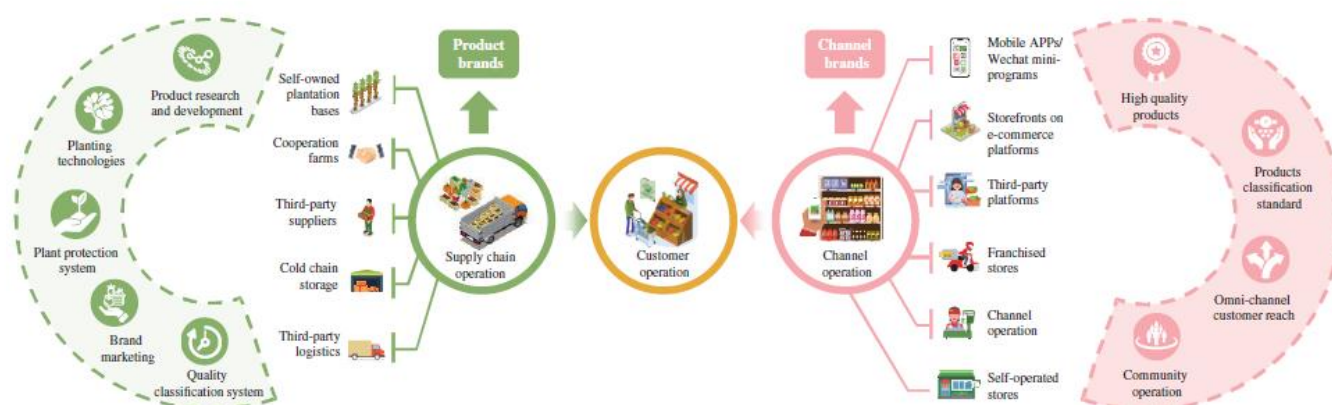 Product research
and development
Planting
technologies
Plant protection
system
Brand
marketing
Quality
classification system
Product
brands
Self-owned
plantation
bases
Cooperation
farms
Third-party
suppliers
Cold chain
storage
Third-party
logistics
Supply chain
operation
Customer
operation
Channel
brands
Channel
operation
Mobile APPs/
Wechat mini-
programs
Storefronts on
e-commerce
platforms
Third-party
platforms
Franchised
stores
Channel
operation
Self-operated
stores
High quality
products
Products
classification
standard
Omni-channel
customer reach
Community
operation